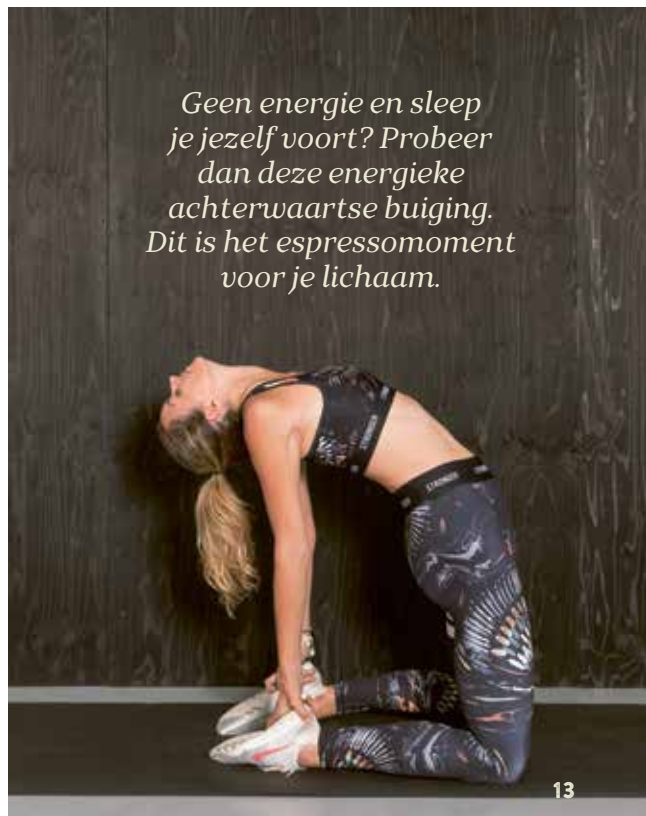 Geen energie en sleep
je jezelf voort? Probeer
dan deze energieke
achterwaartse buiging.
Dit is het espressomoment
voor je lichaam.
STRONGER
13